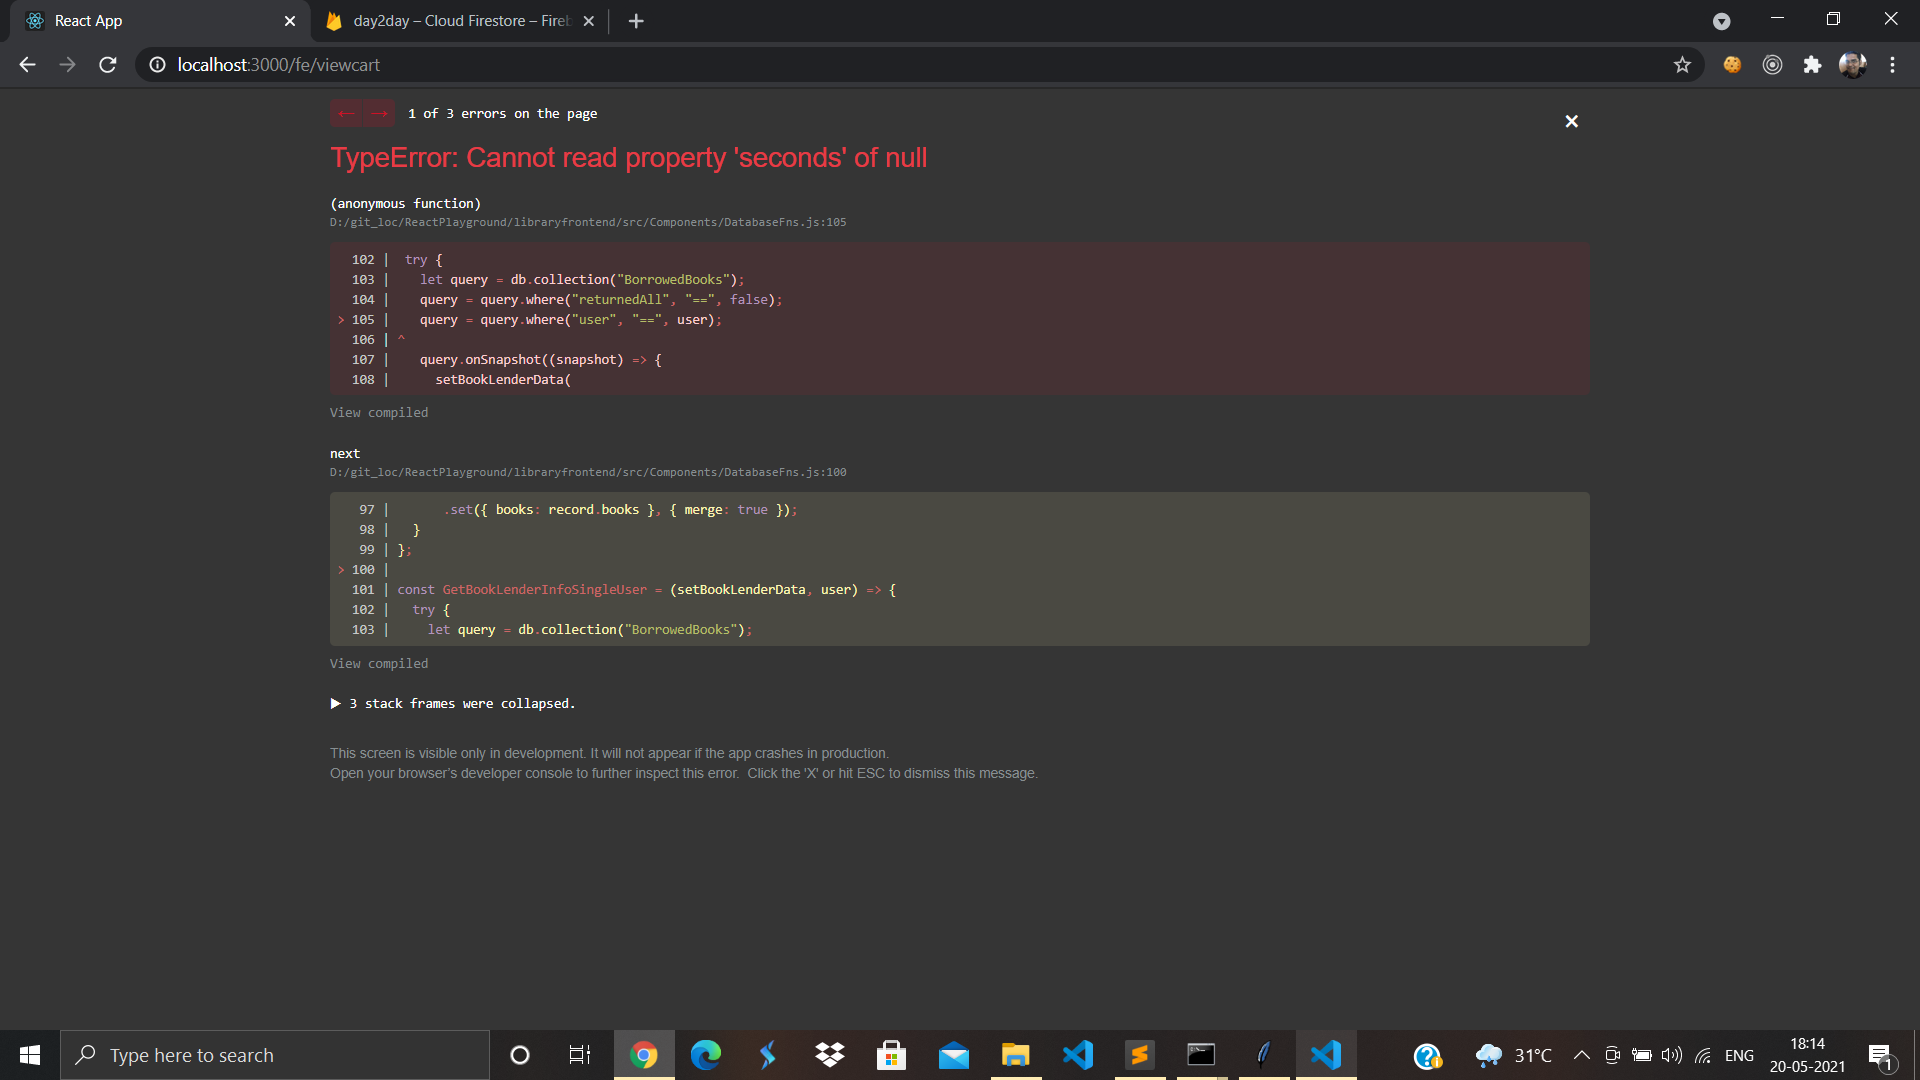 React App
day2day – Cloud Firestore – Fireb
localhost:3000/fe/viewcart
← → 1 of 3 errors on the page
TypeError: Cannot read property 'seconds' of null
(anonymous function)
D:/git_loc/ReactPlayground/libraryfrontend/src/Components/DatabaseFns.js:105
102 | try {
103 | let query = db.collection("BorrowedBooks");
104 | query = query.where("returnedAll", "==", false);
> 105 | query = query.where("user", "==", user);
106 | ^
107 | query.onSnapshot((snapshot) => {
108 | setBookLenderData(
View compiled
next
D:/git_loc/ReactPlayground/libraryfrontend/src/Components/DatabaseFns.js:100
97 | .set({ books: record.books }, { merge: true });
98 | }
99 | };
> 100 |
101 | const GetBookLenderInfoSingleUser = (setBookLenderData, user) => {
102 | try {
103 | let query = db.collection("BorrowedBooks");
View compiled
▶ 3 stack frames were collapsed.
This screen is visible only in development. It will not appear if the app crashes in production.
Open your browser's developer console to further inspect this error. Click the 'X' or hit ESC to dismiss this message.
Type here to search
31°C
ENG
18:14
20-05-2021
1